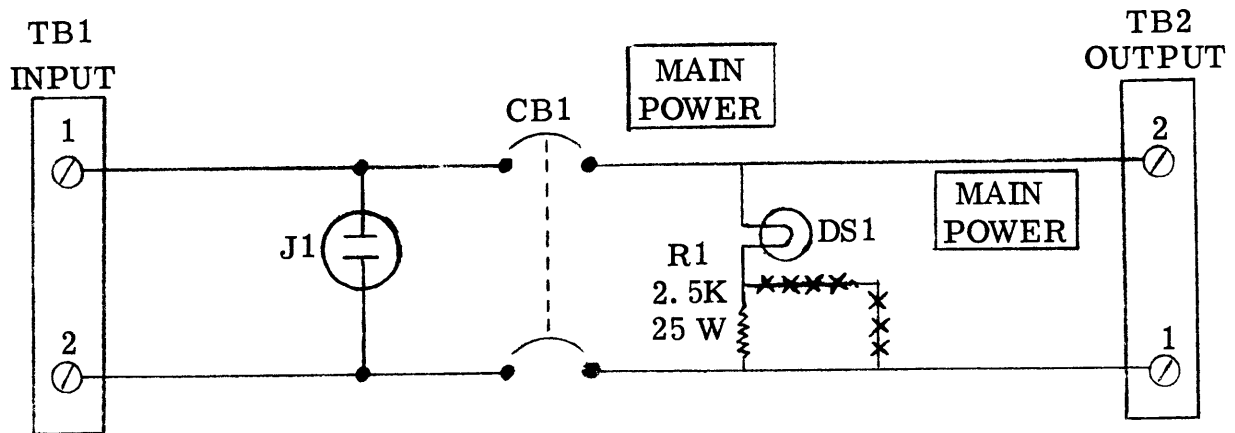 TB1
INPUT
1
2
J1
CB1
MAIN
POWER
R1
2.5K
25 W
DS1
MAIN
POWER
TB2
OUTPUT
2
1